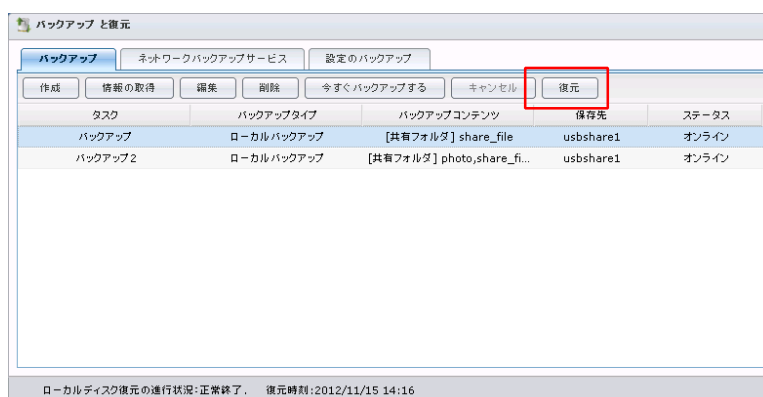 バックアップ と復元
バックアップ ネットワークバックアップサービス 設定のバックアップ
作成 情報の取得 編集 削除 今すぐバックアップする キャンセル 復元
タスク バックアップタイプ バックアップコンテンツ 保存先 ステータス
バックアップ ローカルバックアップ [共有フォルダ] share_file usbshare1 オンライン
バックアップ2 ローカルバックアップ [共有フォルダ] photo,share_fi... usbshare1 オンライン
ローカルディスク復元の進行状況:正常終了. 復元時刻:2012/11/15 14:16